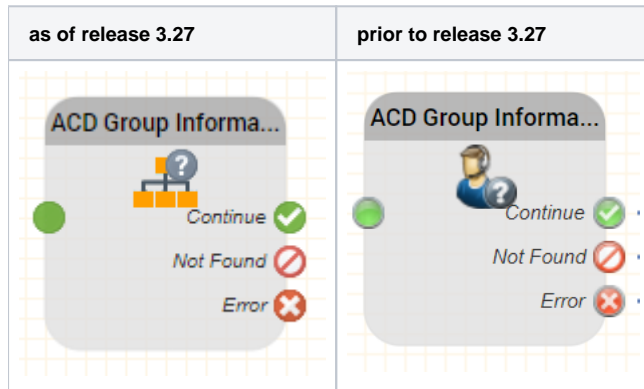 as of release 3.27
prior to release 3.27
ACD Group Informa...
Continue
Not Found
Error
ACD Group Informa...
Continue
Not Found
Error